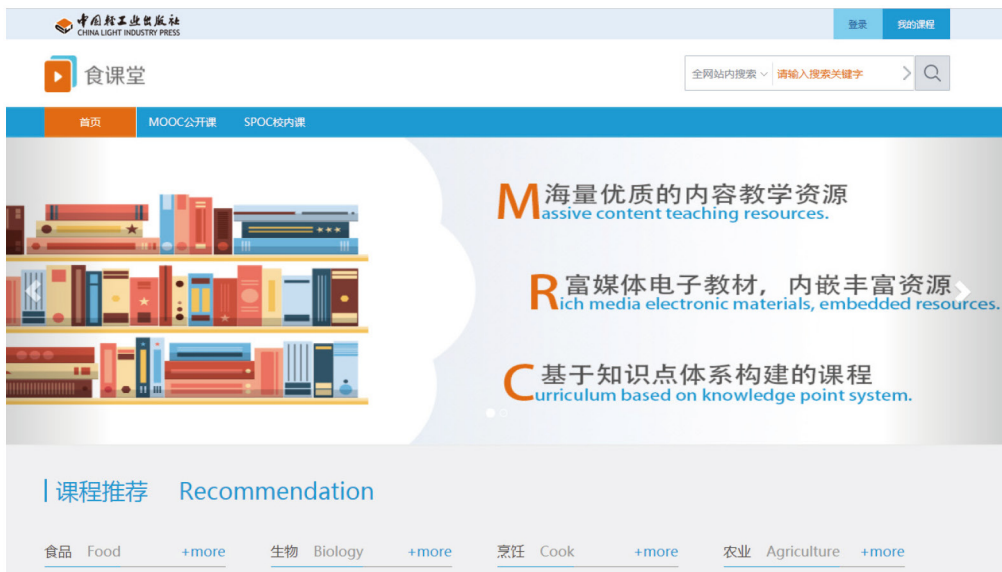 中国轻工业出版社
CHINA LIGHT INDUSTRY PRESS
登录 我的课程
食课堂
全网站内搜索 请输入搜索关键字
首页 MOOC公开课 SPOC校内课
海量优质的内容教学资源
Massive content teaching resources.
富媒体电子教材,内嵌丰富资源
Rich media electronic materials, embedded resources.
基于知识点体系构建的课程
Curriculum based on knowledge point system.
课程推荐 Recommendation
食品 Food +more 生物 Biology +more 烹饪 Cook +more 农业 Agriculture +more